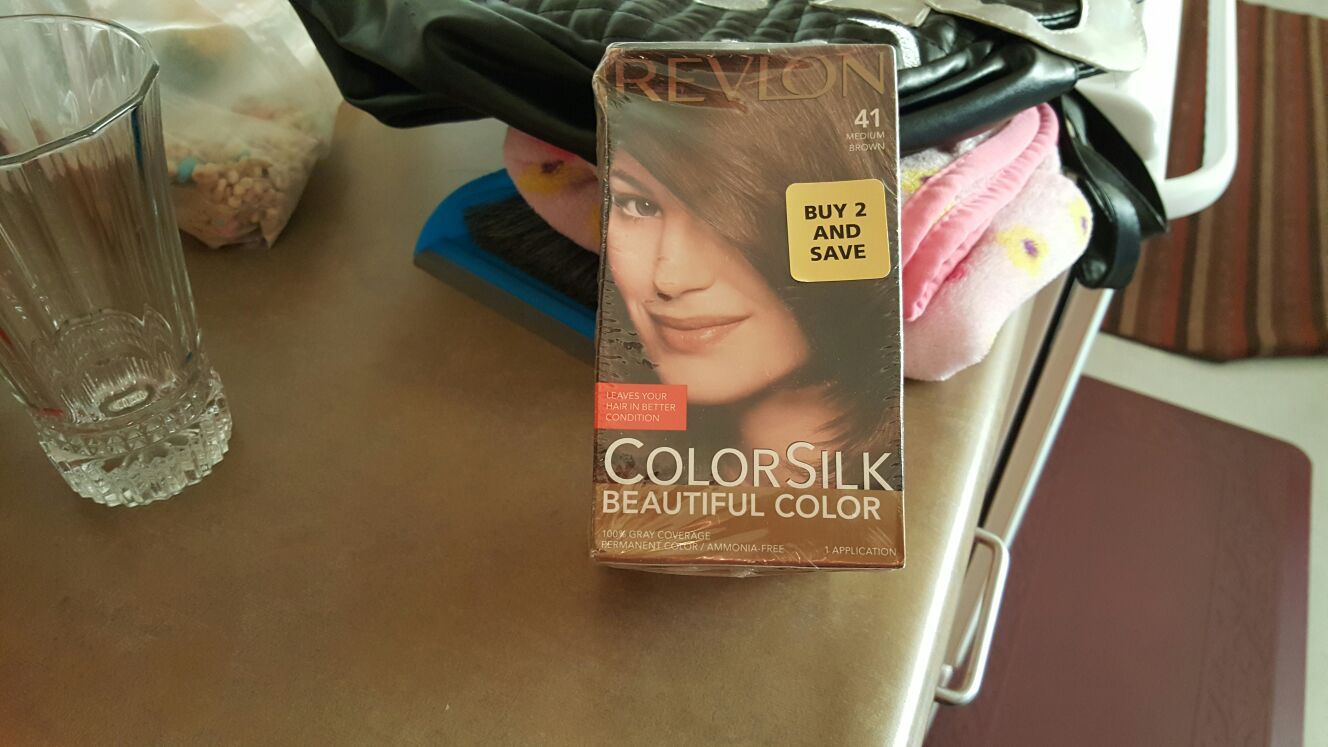 REVLON
41
MEDIUM
BROWN
BUY 2
AND
SAVE
LEAVES YOUR
HAIR IN BETTER
CONDITION
COLORSILK
BEAUTIFUL COLOR
100% GRAY COVERAGE
PERMANENT COLOR / AMMONIA-FREE
1 APPLICATION